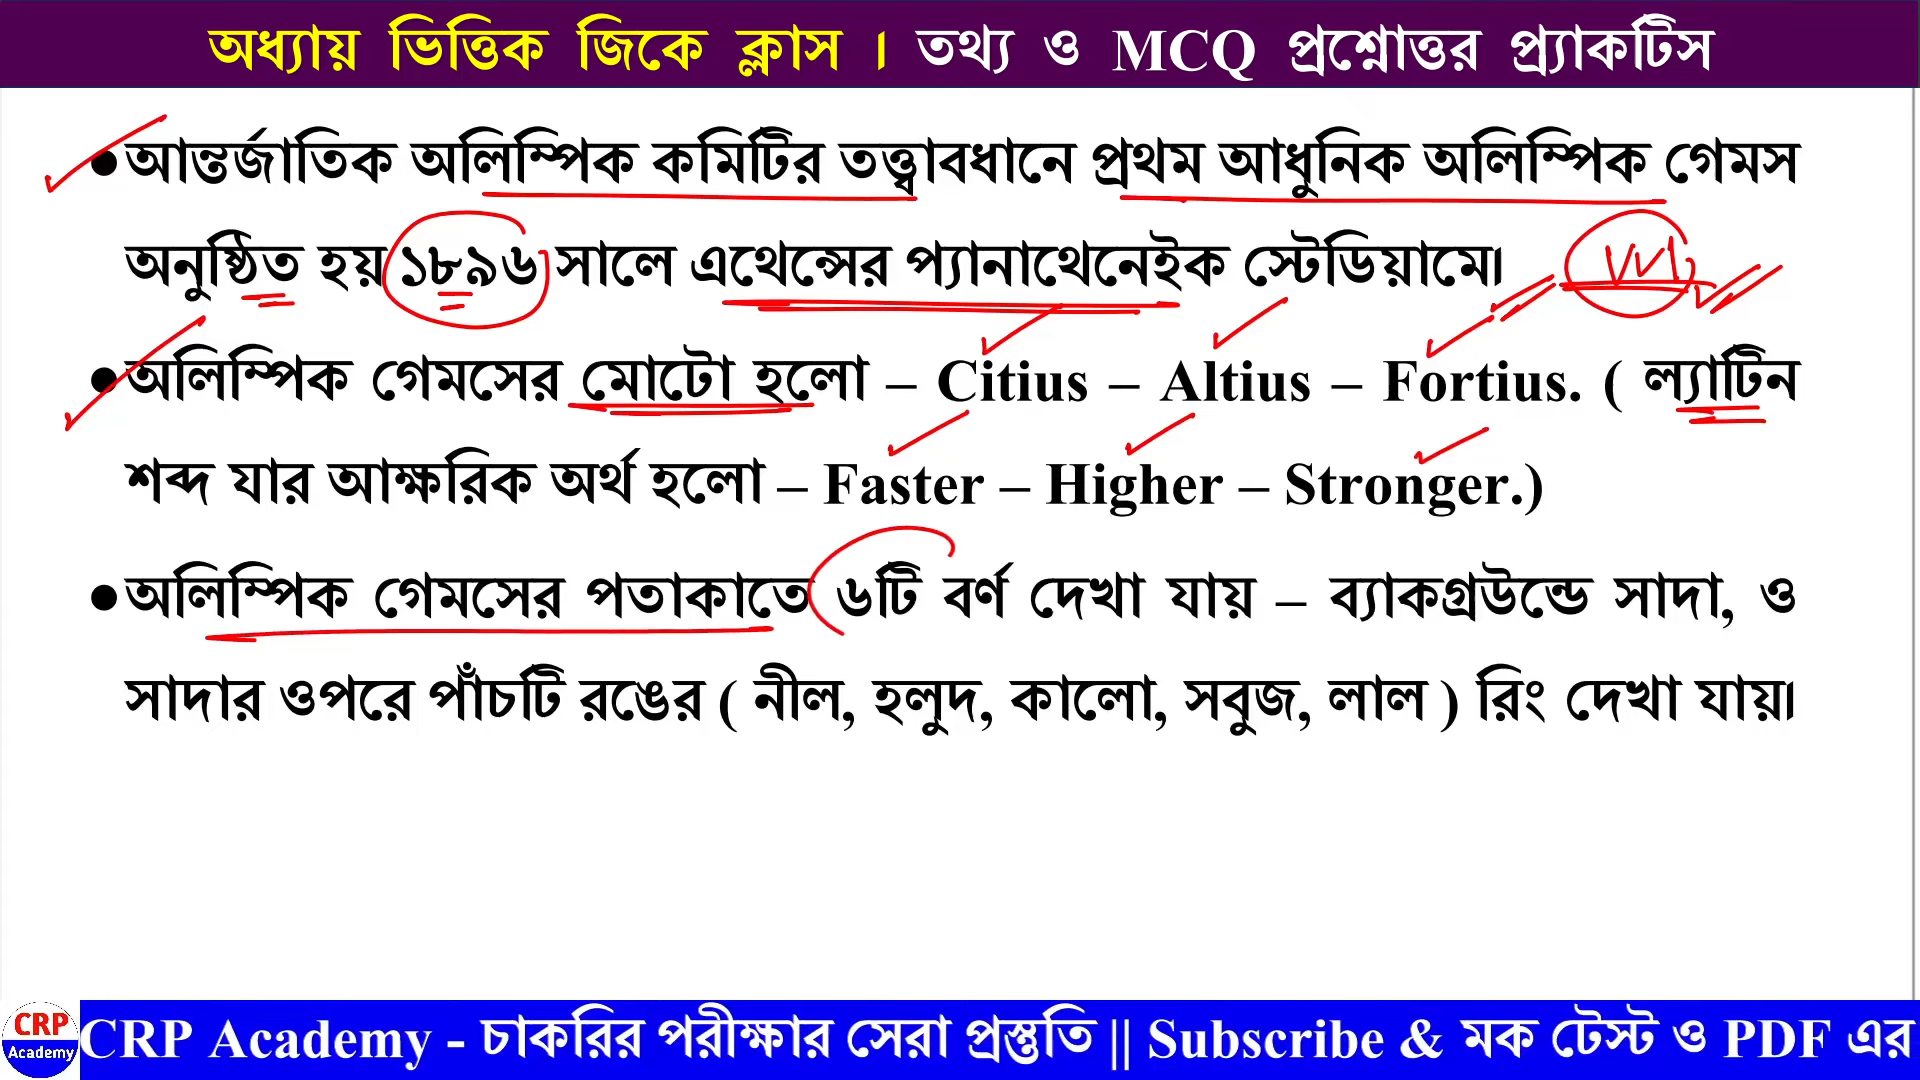 অধ্যায় ভিত্তিক জিকে ক্লাস । তথ্য ও MCQ প্রশ্নোত্তর প্র্যাকটিস
●আন্তর্জাতিক অলিম্পিক কমিটির তত্ত্বাবধানে প্রথম আধুনিক অলিম্পিক গেমস
অনুষ্ঠিত হয় ১৮৯৬ সালে এথেন্সের প্যানাথেনেইক স্টেডিয়ামে।
●অলিম্পিক গেমসের মোটো হলো – Citius – Altius – Fortius. ( ল্যাটিন
শব্দ যার আক্ষরিক অর্থ হলো – Faster – Higher – Stronger.)
●অলিম্পিক গেমসের পতাকাতে ৬টি বর্ণ দেখা যায় – ব্যাকগ্রউন্ডে সাদা, ও
সাদার ওপরে পাঁচটি রঙের ( নীল, হলুদ, কালো, সবুজ, লাল ) রিং দেখা যায়।
CRP
Academy
CRP Academy - চাকরির পরীক্ষার সেরা প্রস্তুতি || Subscribe & মক টেস্ট ও PDF এর